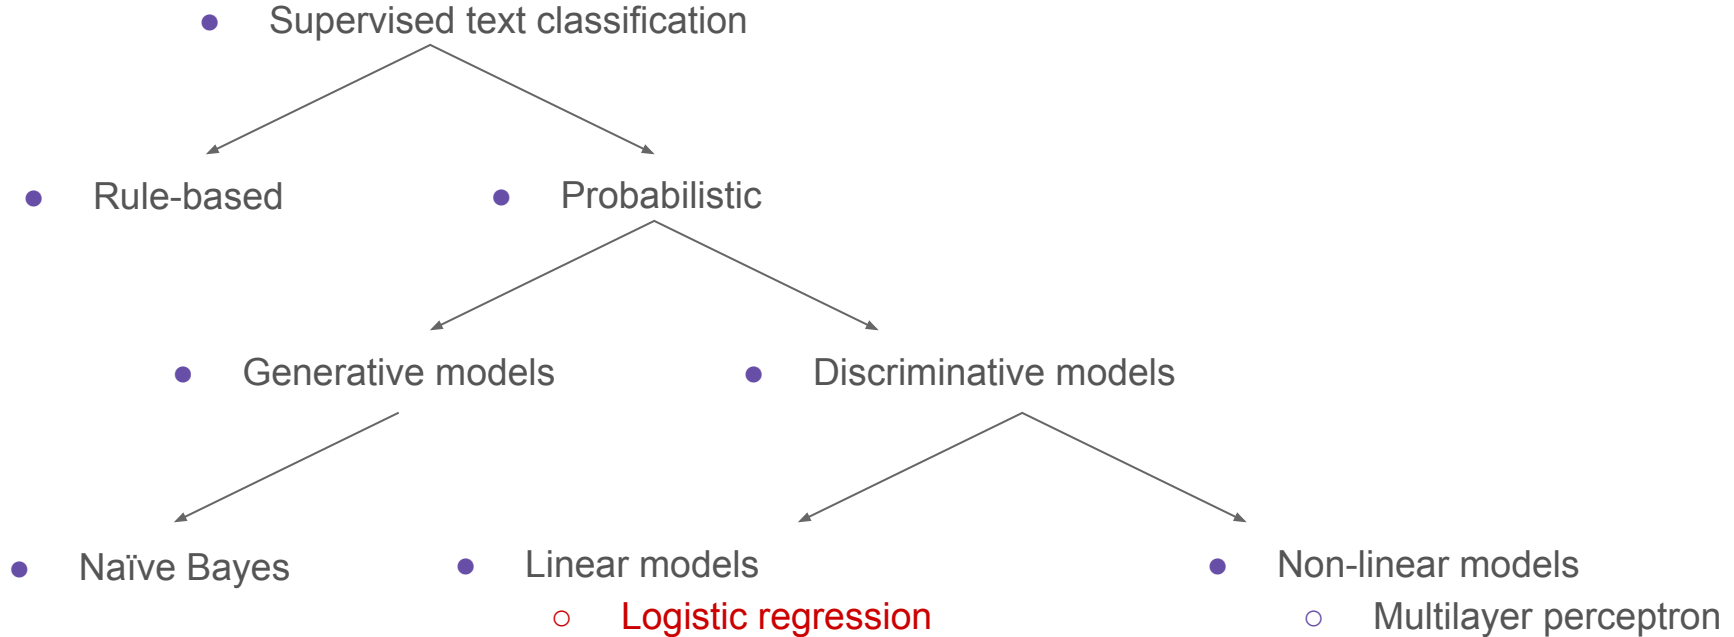 ● Supervised text classification
● Rule-based
● Probabilistic
● Generative models
● Discriminative models
● Naïve Bayes
● Linear models
● Non-linear models
○ Logistic regression
○ Multilayer perceptron